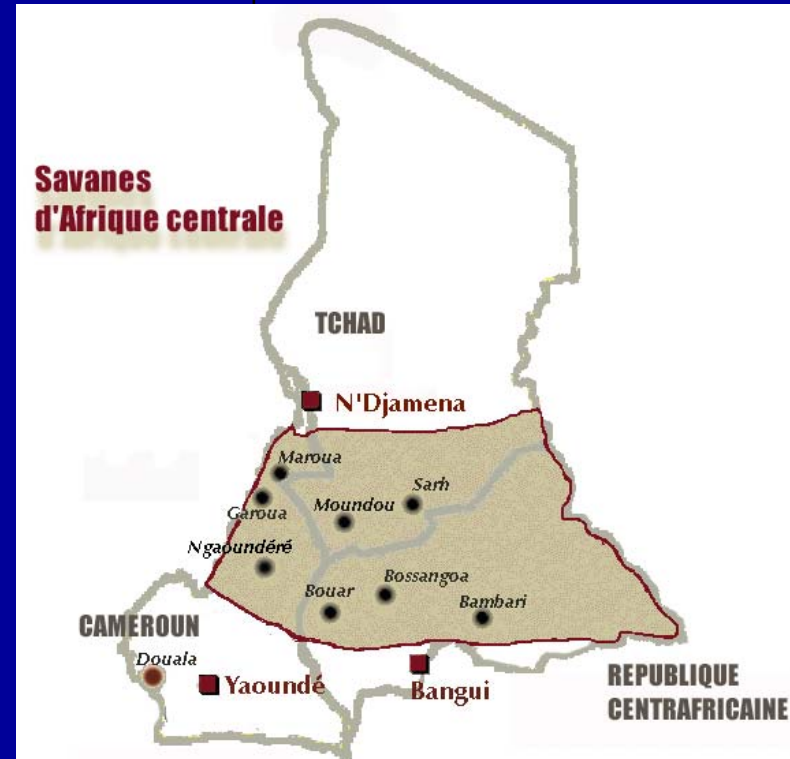 Savanes
d'Afrique centrale
TCHAD
N'Djamena
Maroua
Sarh
Garoua
Moundou
Ngaoundéré
Bossangoa
Bouar
Bambari
CAMEROUN
Douala
Yaoundé
Bangui
REPUBLIQUE
CENTRAFRICAINE